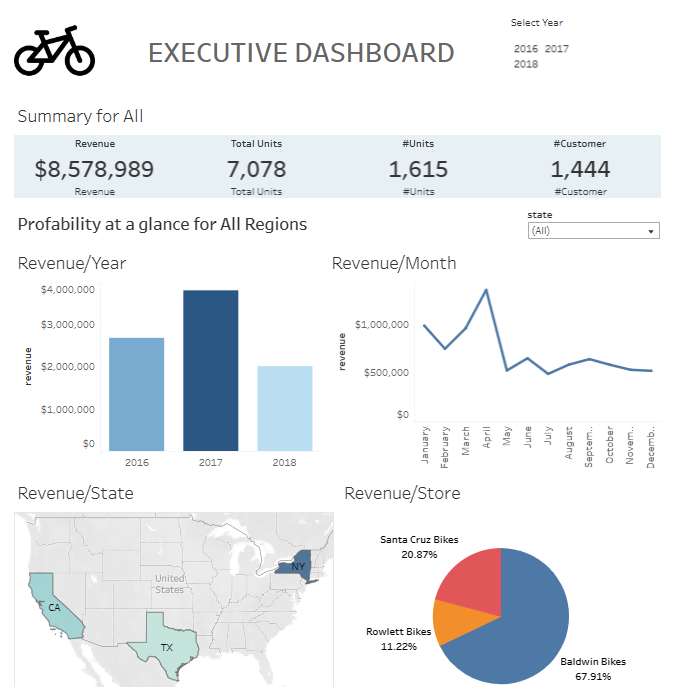 Select Year
EXECUTIVE DASHBOARD
2016 2017
2018
Summary for All
Revenue Total Units #Units #Customer
$8,578,989 7,078 1,615 1,444
Revenue Total Units #Units #Customer
Profability at a glance for All Regions
state
(All)
Revenue/Year
$4,000,000
$3,000,000
$2,000,000
$1,000,000
$0
revenue
2016 2017 2018
Revenue/Month
$1,000,000
$500,000
$0
revenue
January
February
March
April
May
June
July
August
Septem..
October
Novem..
Decemb..
Revenue/State
United
States
NY
CA
TX
Revenue/Store
Santa Cruz Bikes
20.87%
Rowlett Bikes
11.22%
Baldwin Bikes
67.91%